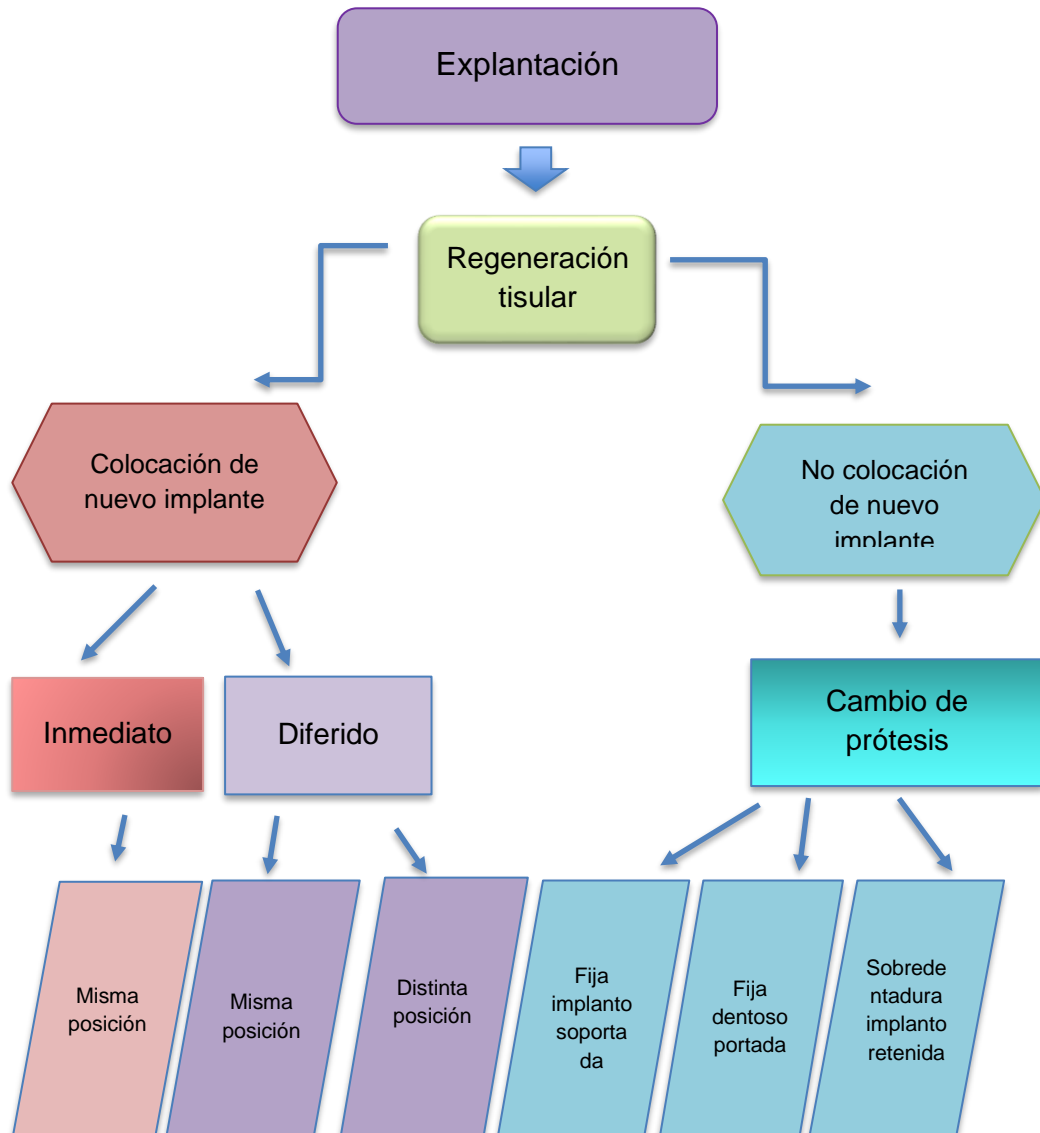 Explantación
Regeneración
tisular
Colocación de
nuevo implante
No colocación
de nuevo
implante
Inmediato
Diferido
Cambio de
prótesis
Misma
posición
Misma
posición
Distinta
posición
Fija
implanto
soporta
da
Fija
dentoso
portada
Sobrede
ntadura
implanto
retenida